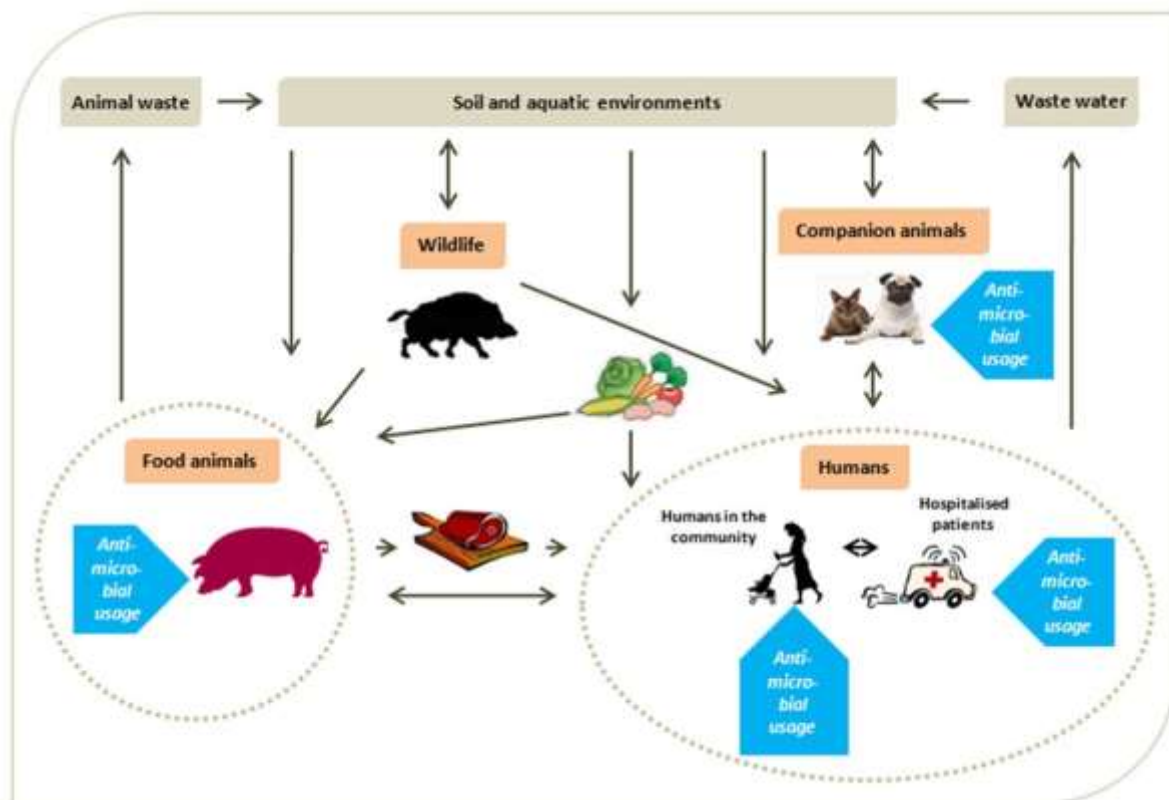 Animal waste
Soil and aquatic environments
Waste water
Wildlife
Companion animals
Anti-
micro-
bial
usage
Food animals
Humans
Humans in the
community
Hospitalised
patients
Anti-
micro-
bial
usage
Anti-
micro-
bial
usage
Anti-
micro-
bial
usage